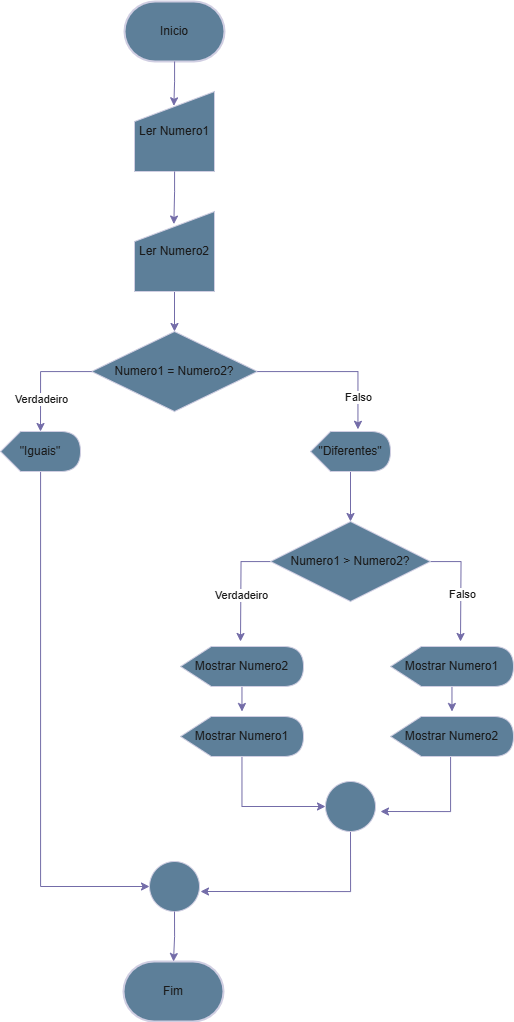 Inicio
Ler Numero1
Ler Numero2
Numero1 = Numero2?
Verdadeiro
Falso
"Iguais"
"Diferentes"
Numero1 > Numero2?
Verdadeiro
Falso
Mostrar Numero2
Mostrar Numero1
Mostrar Numero1
Mostrar Numero2
Fim